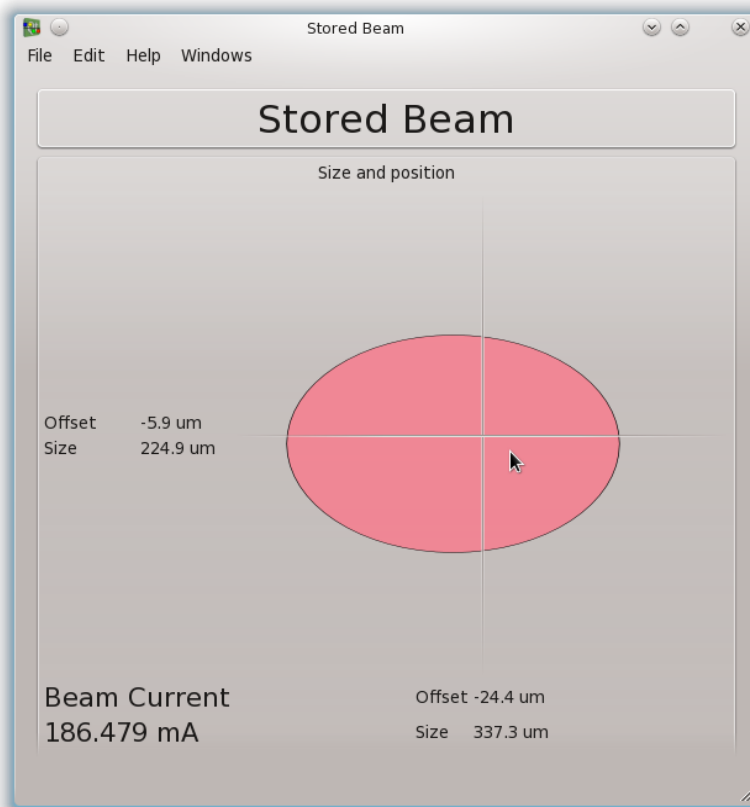 Stored Beam
File Edit Help Windows
Stored Beam
Size and position
Offset -5.9 um
Size 224.9 um
Beam Current
186.479 mA
Offset -24.4 um
Size 337.3 um